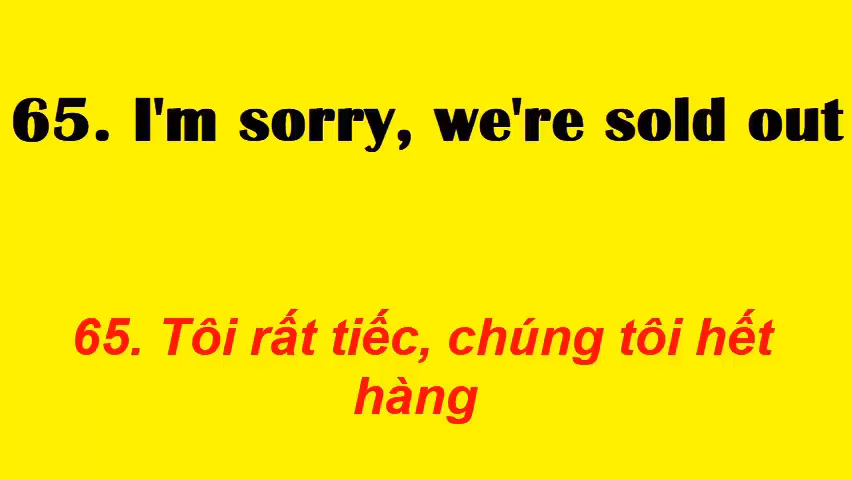 65. I'm sorry, we're sold out
65. Tôi rất tiếc, chúng tôi hết
hàng